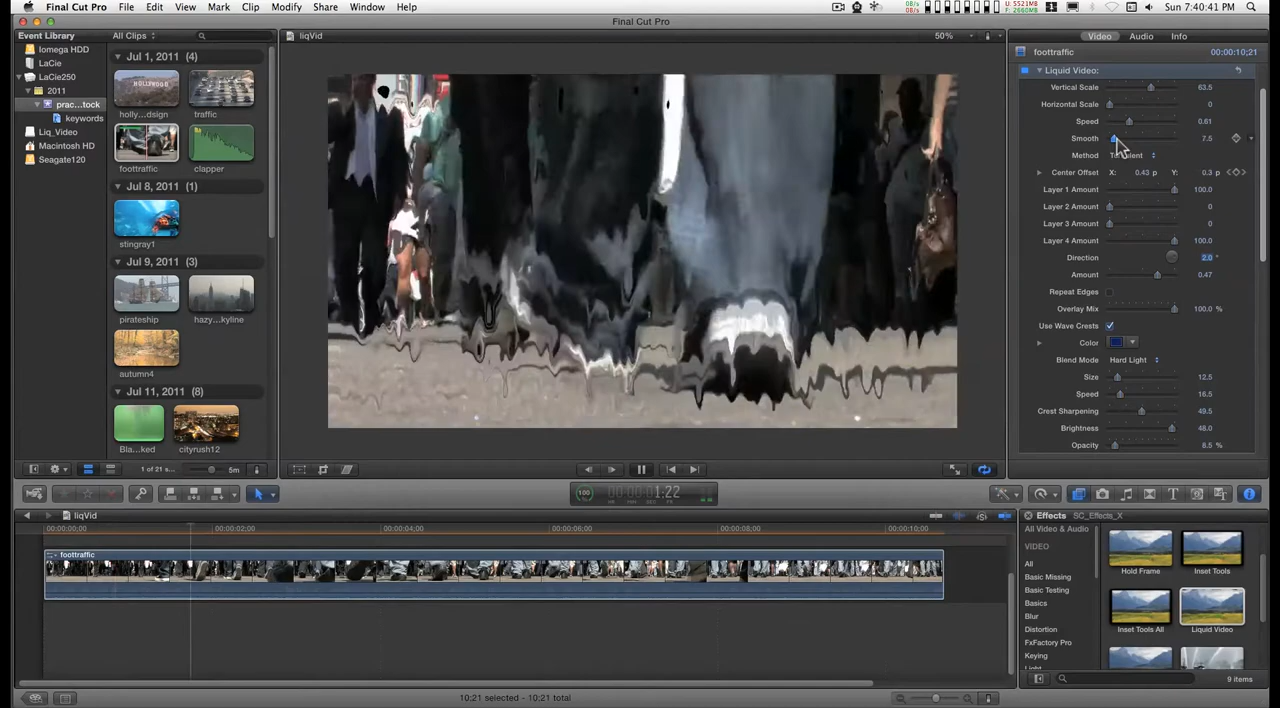 Final Cut Pro File Edit View Mark Clip Modify Share Window Help
Sun 7:40:41 PM
Final Cut Pro
Event Library
All Clips
Iomega HDD
LaCie
LaCie250
2011
prac...tock
keywords
Liq_Video
Macintosh HD
Seagate120
Jul 1, 2011 (4)
holly...dsign
traffic
foottraffic
clapper
Jul 8, 2011 (1)
stingray1
Jul 9, 2011 (3)
pirateship
hazy...kyline
autumn4
Jul 11, 2011 (8)
Bla...ked
cityrush12
1 of 21 s...
5m
liqVid
50%
Video Audio Info
foottraffic 00:00:10;21
Liquid Video:
Vertical Scale 63.5
Horizontal Scale 0
Speed 0.61
Smooth 7.5
Method
Center Offset X: 0.43 p Y: 0.3 p
Layer 1 Amount 100.0
Layer 2 Amount 0
Layer 3 Amount 0
Layer 4 Amount 100.0
Direction 2.0 °
Amount 0.47
Repeat Edges
Overlay Mix 100.0 %
Use Wave Crests
Color
Blend Mode Hard Light
Size 12.5
Speed 16.5
Crest Sharpening 49.5
Brightness 48.0
Opacity 8.5 %
100
1:22
liqVid
00:00:00;00 00:00:02;00 00:00:04;00 00:00:06;00 00:00:08;00 00:00:10;00
foottraffic
10:21 selected - 10:21 total
Effects SC_Effects_X
All Video & Audio
VIDEO
All
Basic Missing
Basic Testing
Basics
Blur
Distortion
FxFactory Pro
Keying
Hold Frame
Inset Tools
Inset Tools All
Liquid Video
9 items